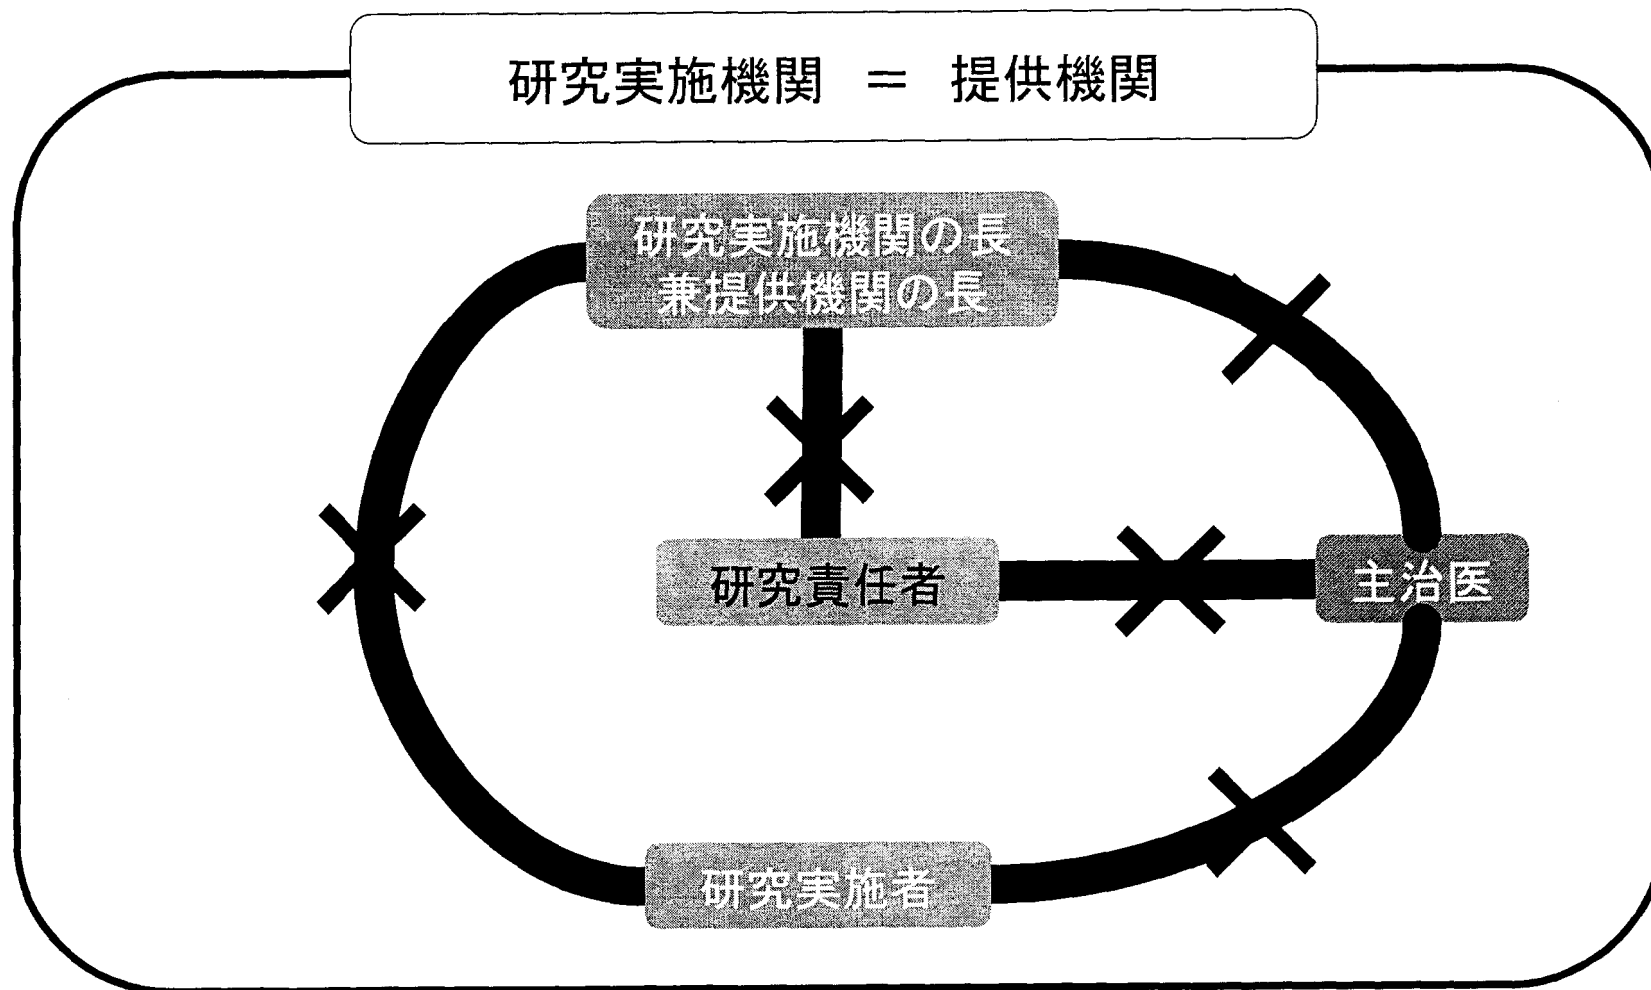 研究実施機関 = 提供機関
研究実施機関の長
兼提供機関の長
研究責任者
主治医
研究実施者